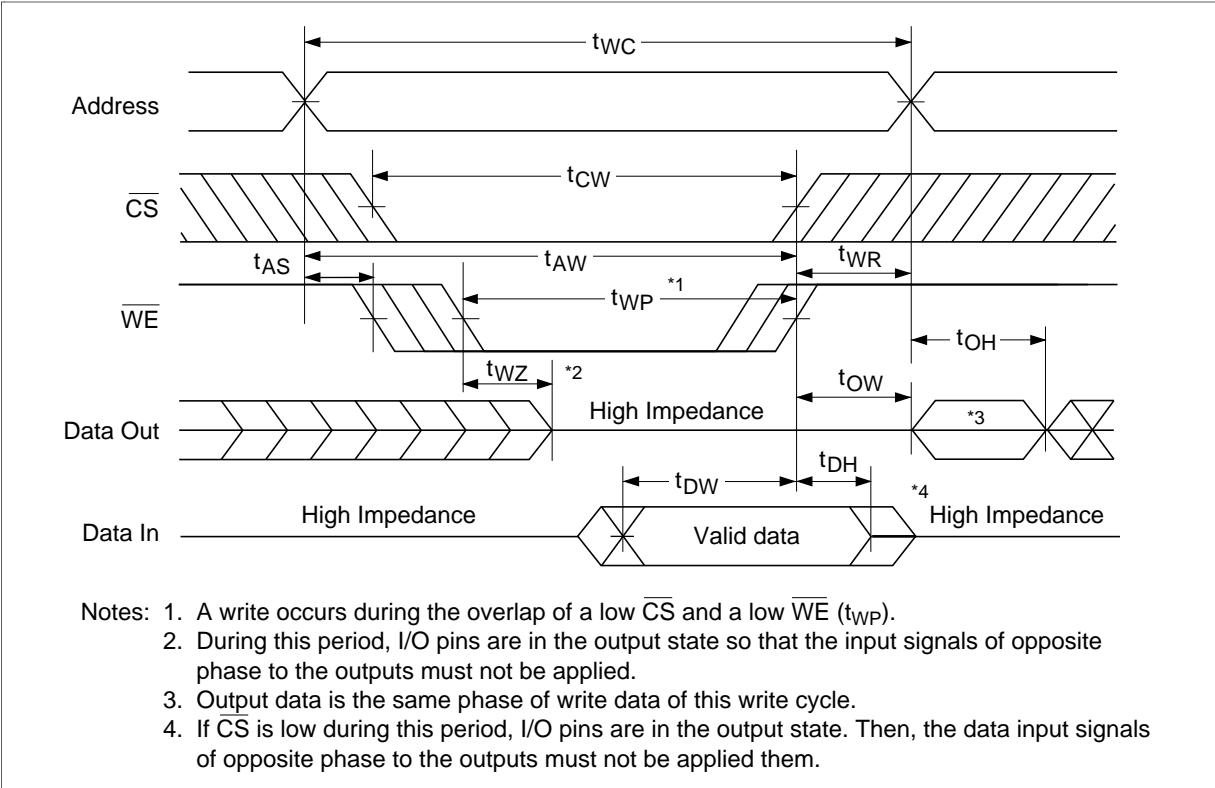 tWC
Address
tCW
CS
tAS
tAW
tWR
WE
tWP *1
tOH
tWZ *2
tOW
Data Out
High Impedance
*3
tDW
tDH
*4
Data In
High Impedance
Valid data
High Impedance
Notes: 1. A write occurs during the overlap of a low CS and a low WE (tWP).
2. During this period, I/O pins are in the output state so that the input signals of opposite
phase to the outputs must not be applied.
3. Output data is the same phase of write data of this write cycle.
4. If CS is low during this period, I/O pins are in the output state. Then, the data input signals
of opposite phase to the outputs must not be applied them.